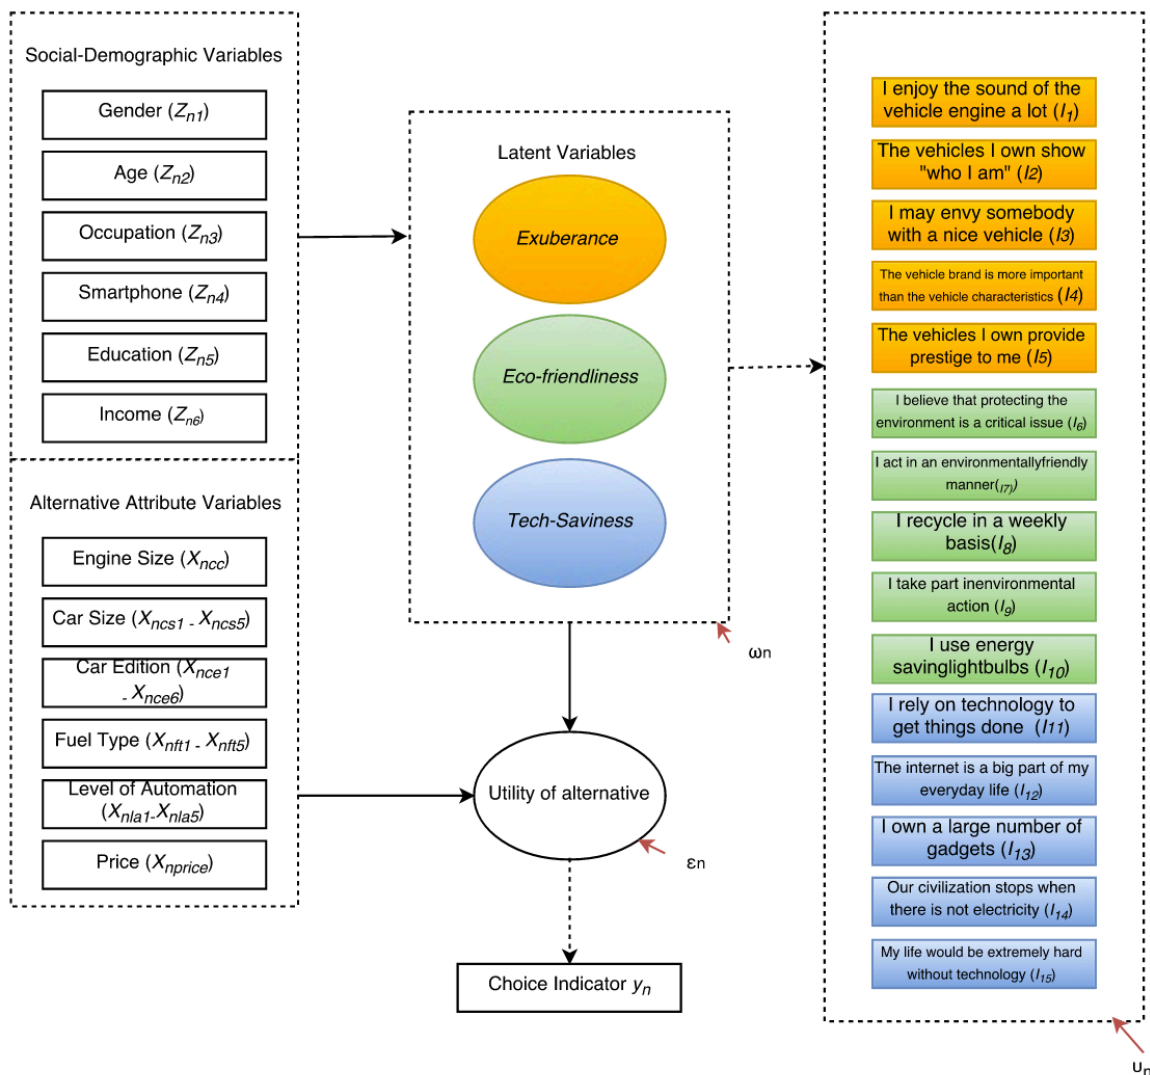 Social-Demographic Variables
Gender (Zn1)
Age (Zn2)
Occupation (Zn3)
Smartphone (Zn4)
Education (Zn5)
Income (Zn6)
Alternative Attribute Variables
Engine Size (Xncc)
Car Size (Xncs1 - Xncs5)
Car Edition (Xnce1
- Xnce6)
Fuel Type (Xnft1 - Xnft5)
Level of Automation
(Xnla1-Xnla5)
Price (Xnprice)
Latent Variables
Exuberance
Eco-friendliness
Tech-Saviness
ωn
Utility of alternative
εn
Choice Indicator yn
I enjoy the sound of the
vehicle engine a lot (I1)
The vehicles I own show
"who I am" (I2)
I may envy somebody
with a nice vehicle (I3)
The vehicle brand is more important
than the vehicle characteristics (I4)
The vehicles I own provide
prestige to me (I5)
I believe that protecting the
environment is a critical issue (I6)
I act in an environmentallyfriendly
manner(I7))
I recycle in a weekly
basis(I8)
I take part inenvironmental
action (I9)
I use energy
savinglightbulbs (I10)
I rely on technology to
get things done (I11)
The internet is a big part of my
everyday life (I12)
I own a large number of
gadgets (I13)
Our civilization stops when
there is not electricity (I14)
My life would be extremely hard
without technology (I15)
υn